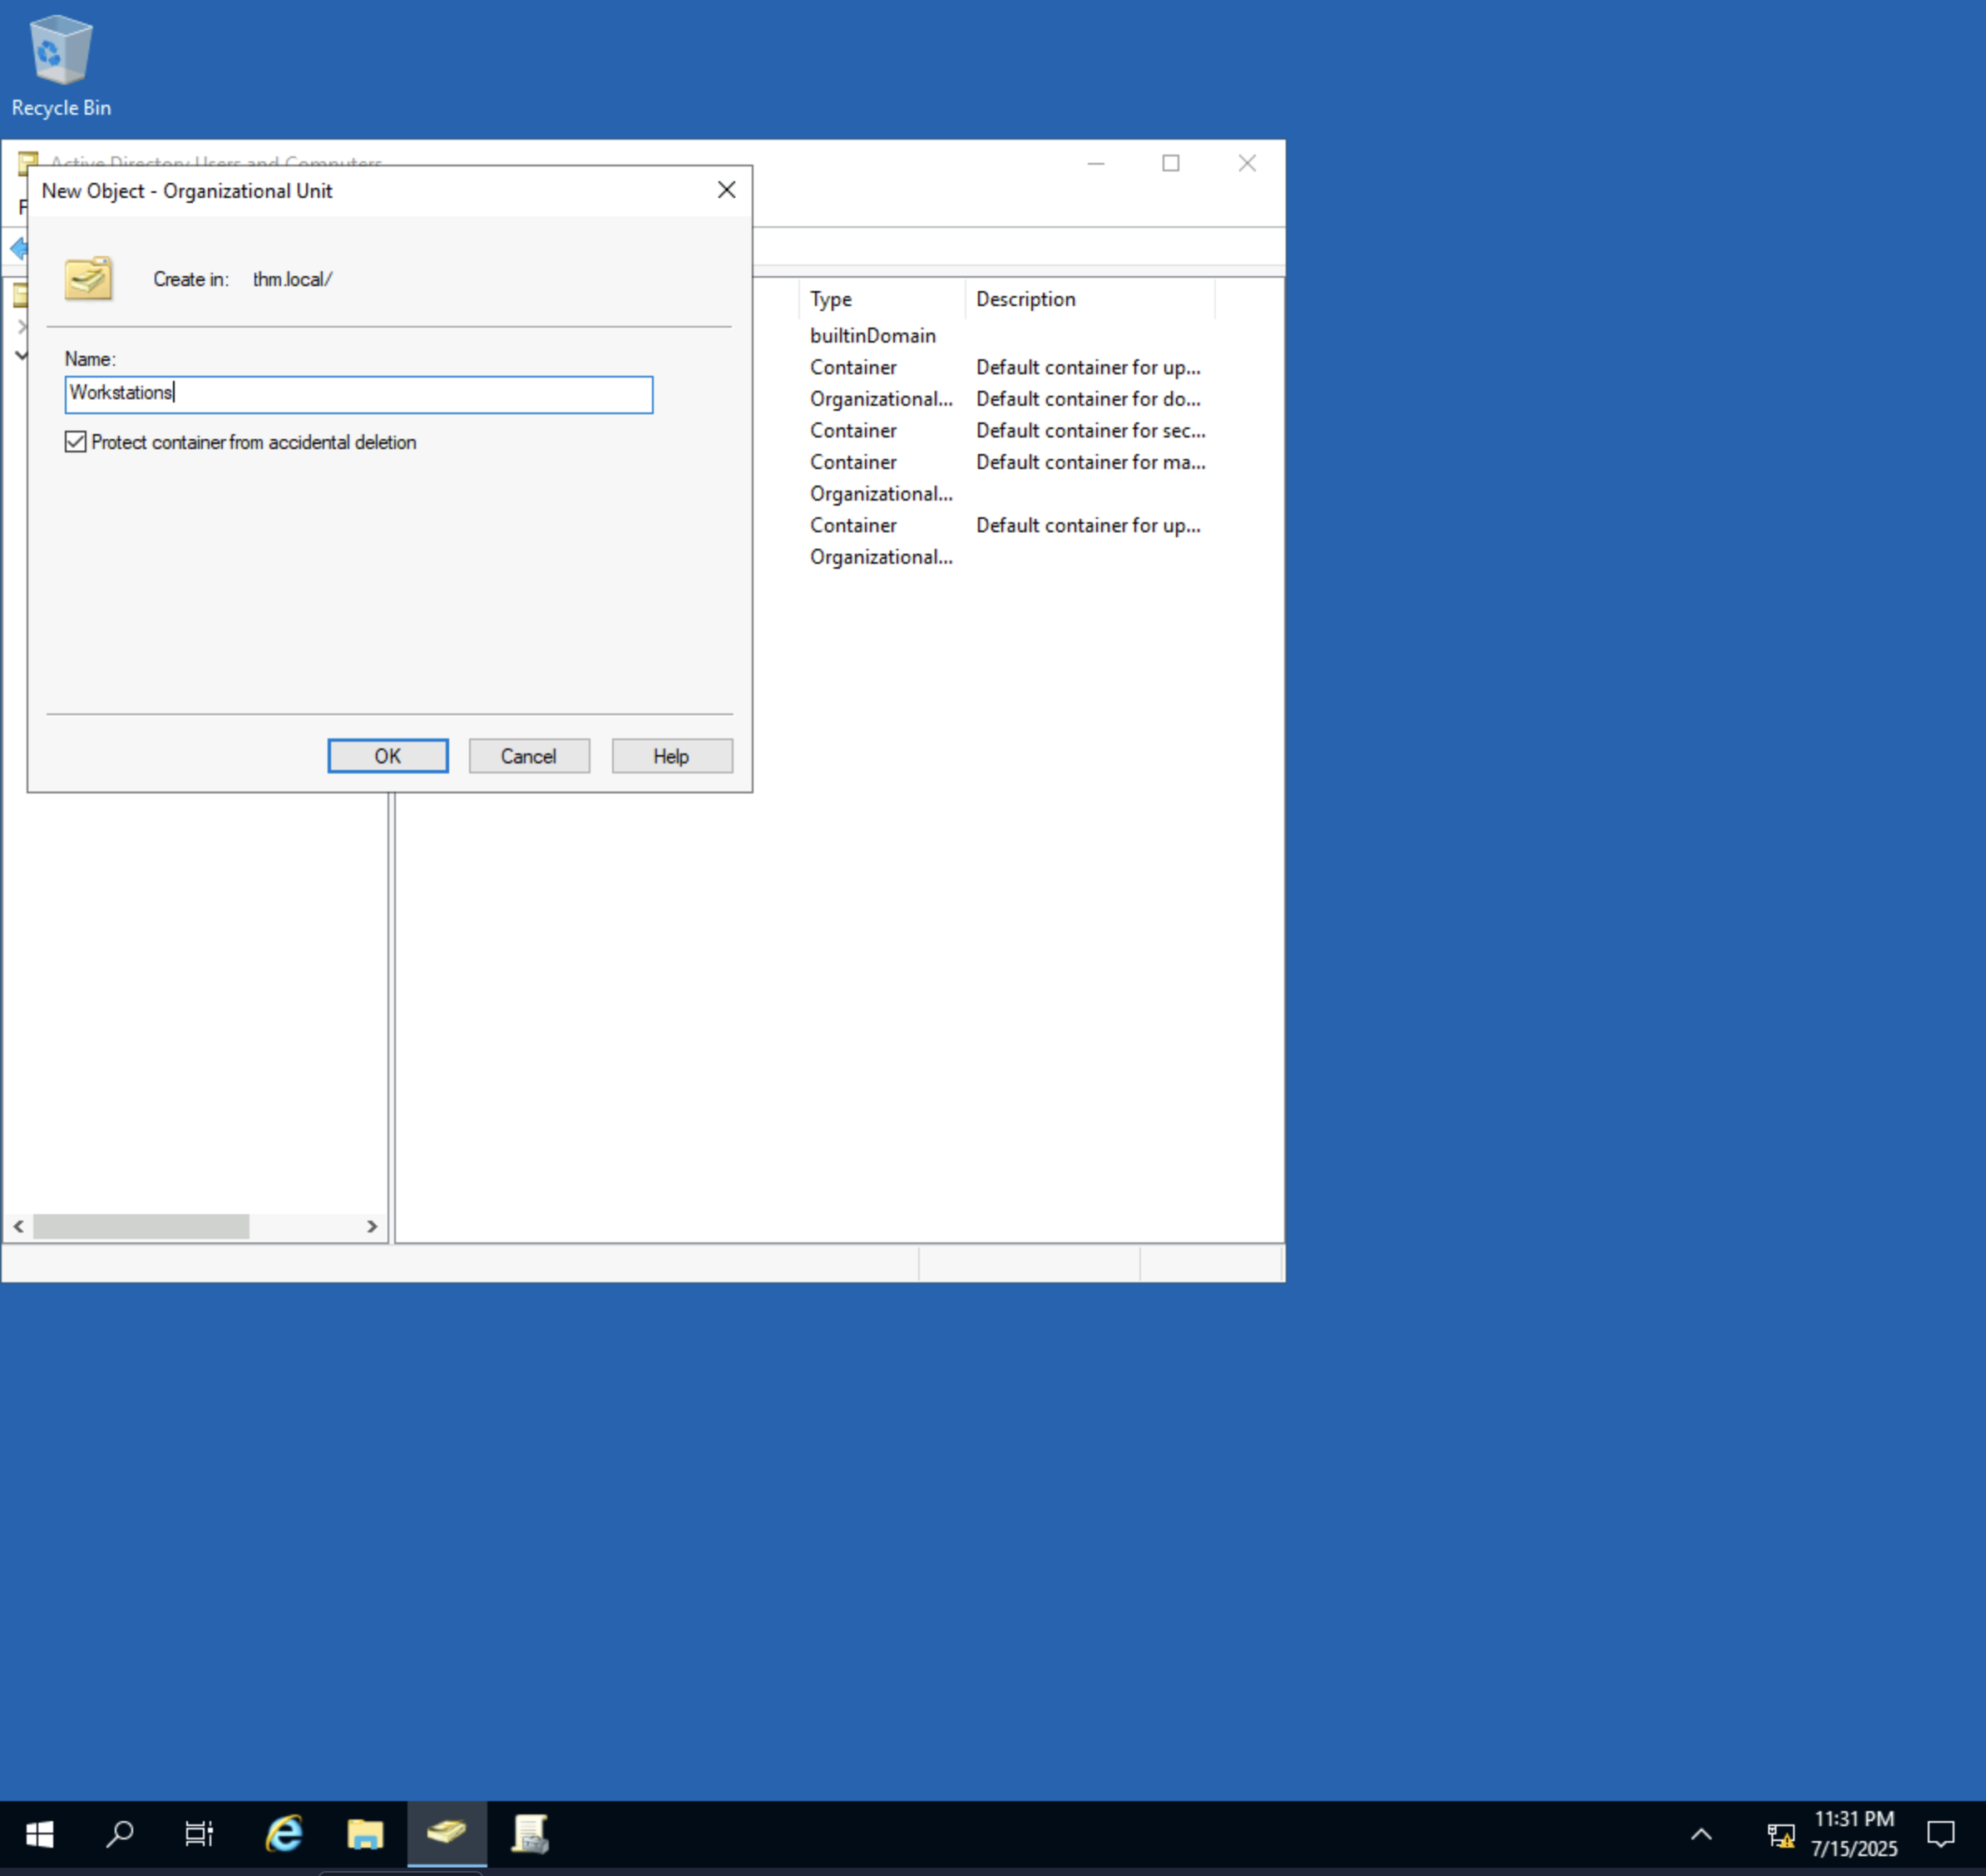 Recycle Bin
Active Directory Users and Computers
New Object - Organizational Unit
F
Create in: thm.local/
Name:
Workstations
Protect container from accidental deletion
OK Cancel Help
Type Description
builtinDomain
Container Default container for up...
Organizational... Default container for do...
Container Default container for sec...
Container Default container for ma...
Organizational...
Container Default container for up...
Organizational...
11:31 PM
7/15/2025